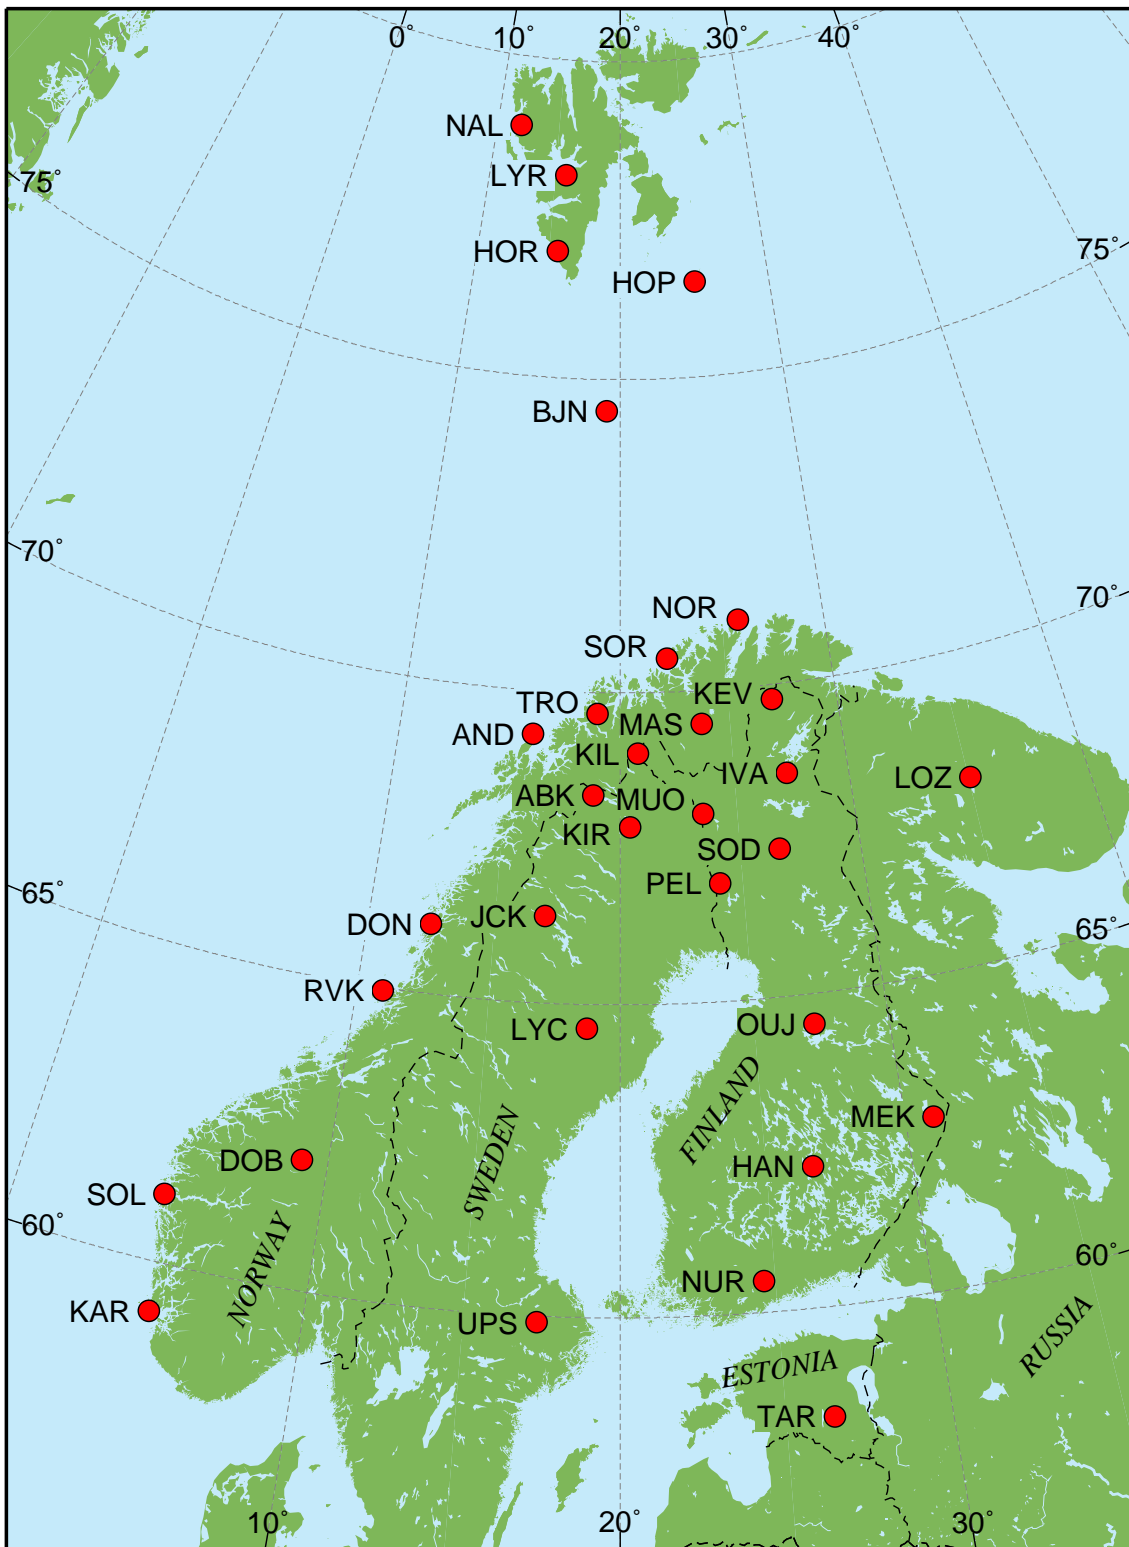 0° 10° 20° 30° 40°
NAL
LYR
75°
HOR
75°
HOP
BJN
70°
70°
NOR
SOR
KEV
TRO
MAS
AND
KIL
IVA
LOZ
ABK
MUO
KIR
SOD
PEL
65°
JCK
DON
65°
RVK
OUJ
LYC
FINLAND
MEK
SWEDEN
DOB
HAN
SOL
60°
NORWAY
60°
NUR
KAR
UPS
RUSSIA
ESTONIA
TAR
10° 20° 30°